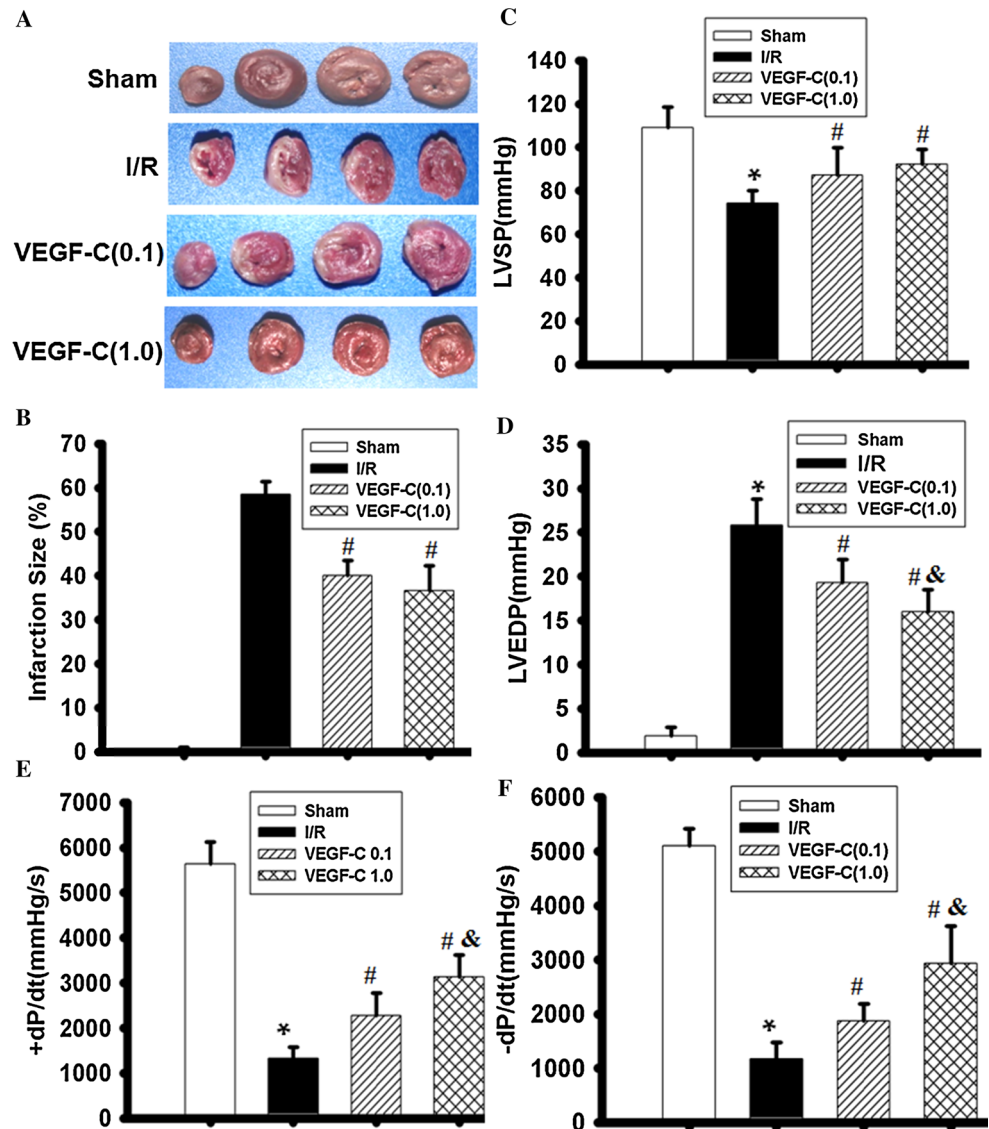 A
Sham
I/R
VEGF-C(0.1)
VEGF-C(1.0)
B
Infarction Size (%)
70
60
50
40
30
20
10
0
Sham
I/R
VEGF-C(0.1)
VEGF-C(1.0)
#
#
C
LVSP(mmHg)
140
120
100
80
60
40
20
0
Sham
I/R
VEGF-C(0.1)
VEGF-C(1.0)
*
#
#
D
LVEDP(mmHg)
35
30
25
20
15
10
5
0
Sham
I/R
VEGF-C(0.1)
VEGF-C(1.0)
*
#
# &
E
+dP/dt(mmHg/s)
7000
6000
5000
4000
3000
2000
1000
0
Sham
I/R
VEGF-C 0.1
VEGF-C 1.0
*
#
# &
F
-dP/dt(mmHg/s)
6000
5000
4000
3000
2000
1000
0
Sham
I/R
VEGF-C(0.1)
VEGF-C(1.0)
*
#
# &